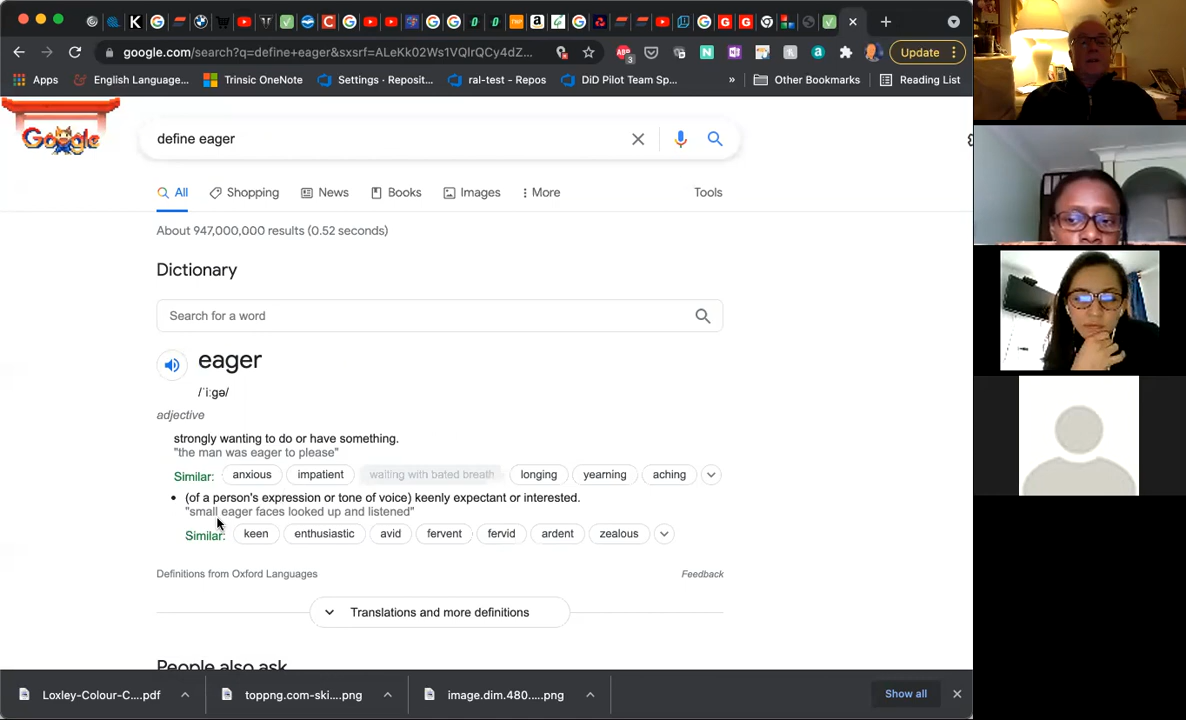 google.com/search?q=define+eager&sxsrf=ALeKk02Ws1VQlrQCy4dZ...
Update
Apps
English Language...
Trinsic OneNote
Settings · Reposit...
ral-test - Repos
DiD Pilot Team Sp...
»
Other Bookmarks
Reading List
Google
define eager
All
Shopping
News
Books
Images
More
Tools
About 947,000,000 results (0.52 seconds)
Dictionary
Search for a word
eager
/ˈiːɡə/
adjective
strongly wanting to do or have something.
"the man was eager to please"
Similar: anxious impatient waiting with bated breath longing yearning aching
• (of a person's expression or tone of voice) keenly expectant or interested.
"small eager faces looked up and listened"
Similar: keen enthusiastic avid fervent fervid ardent zealous
Definitions from Oxford Languages
Feedback
Translations and more definitions
People also ask
Loxley-Colour-C....pdf
toppng.com-ski....png
image.dim.480.....png
Show all